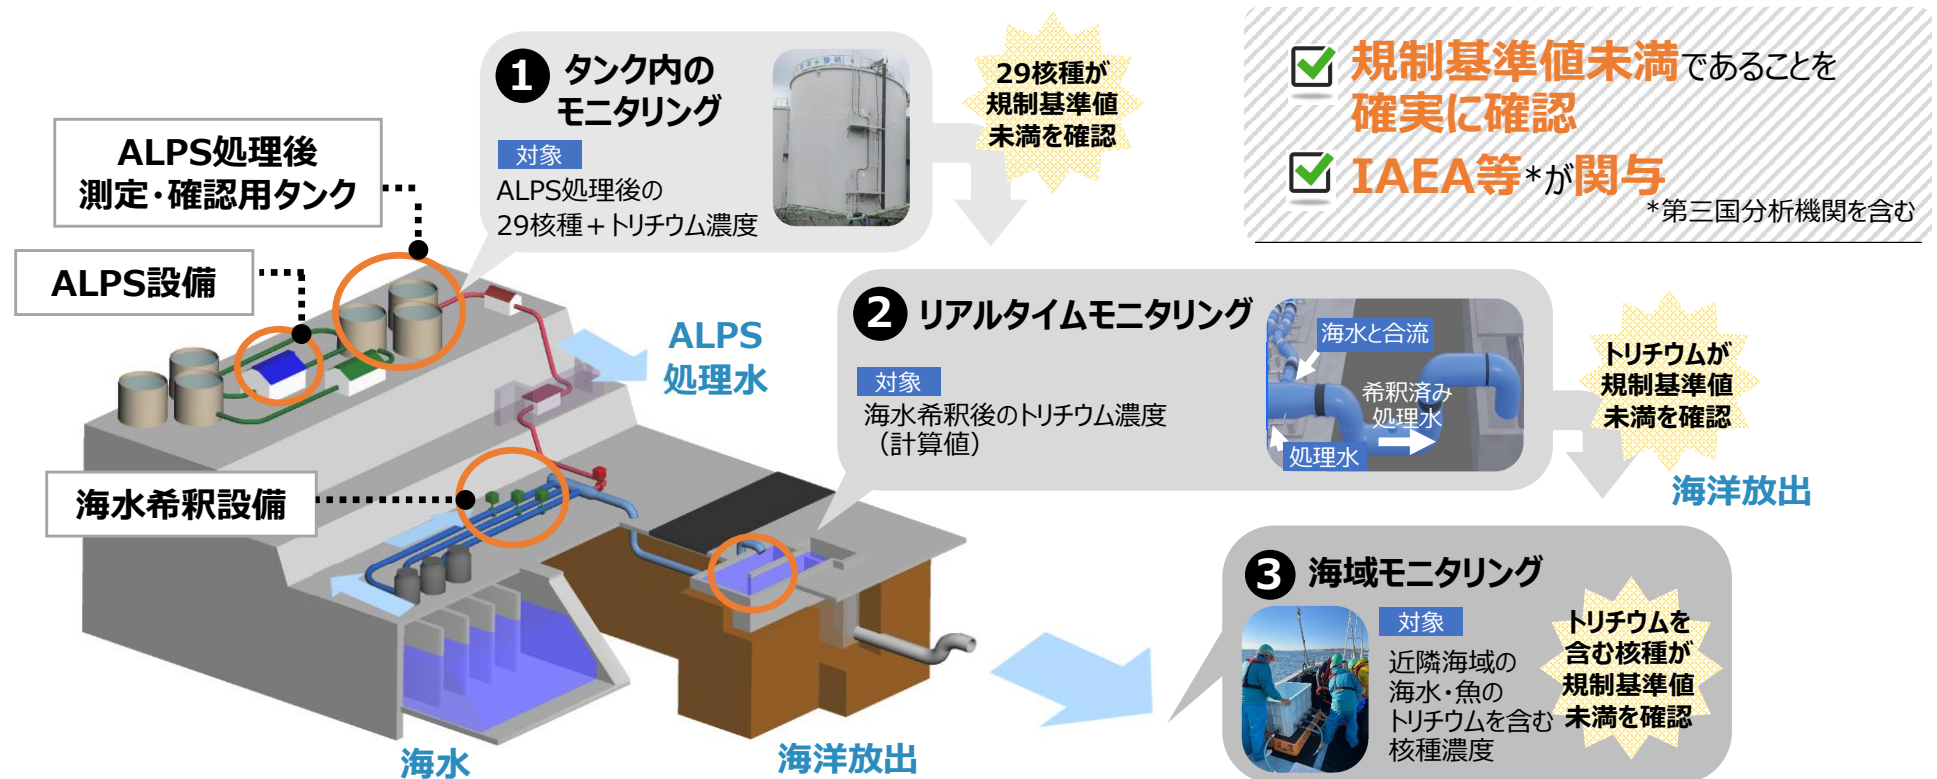 ❶ タンク内の
モニタリング
対象
ALPS処理後の
29核種＋トリチウム濃度
29核種が
規制基準値
未満を確認
規制基準値未満であることを
確実に確認
IAEA等*が関与
*第三国分析機関を含む
ALPS処理後
測定・確認用タンク
ALPS設備
ALPS
処理水
❷ リアルタイムモニタリング
対象
海水希釈後のトリチウム濃度
（計算値）
海水と合流
希釈済み
処理水
処理水
トリチウムが
規制基準値
未満を確認
海洋放出
海水希釈設備
❸ 海域モニタリング
対象
近隣海域の
海水・魚の
トリチウムを含む
核種濃度
トリチウムを
含む核種が
規制基準値
未満を確認
海水
海洋放出